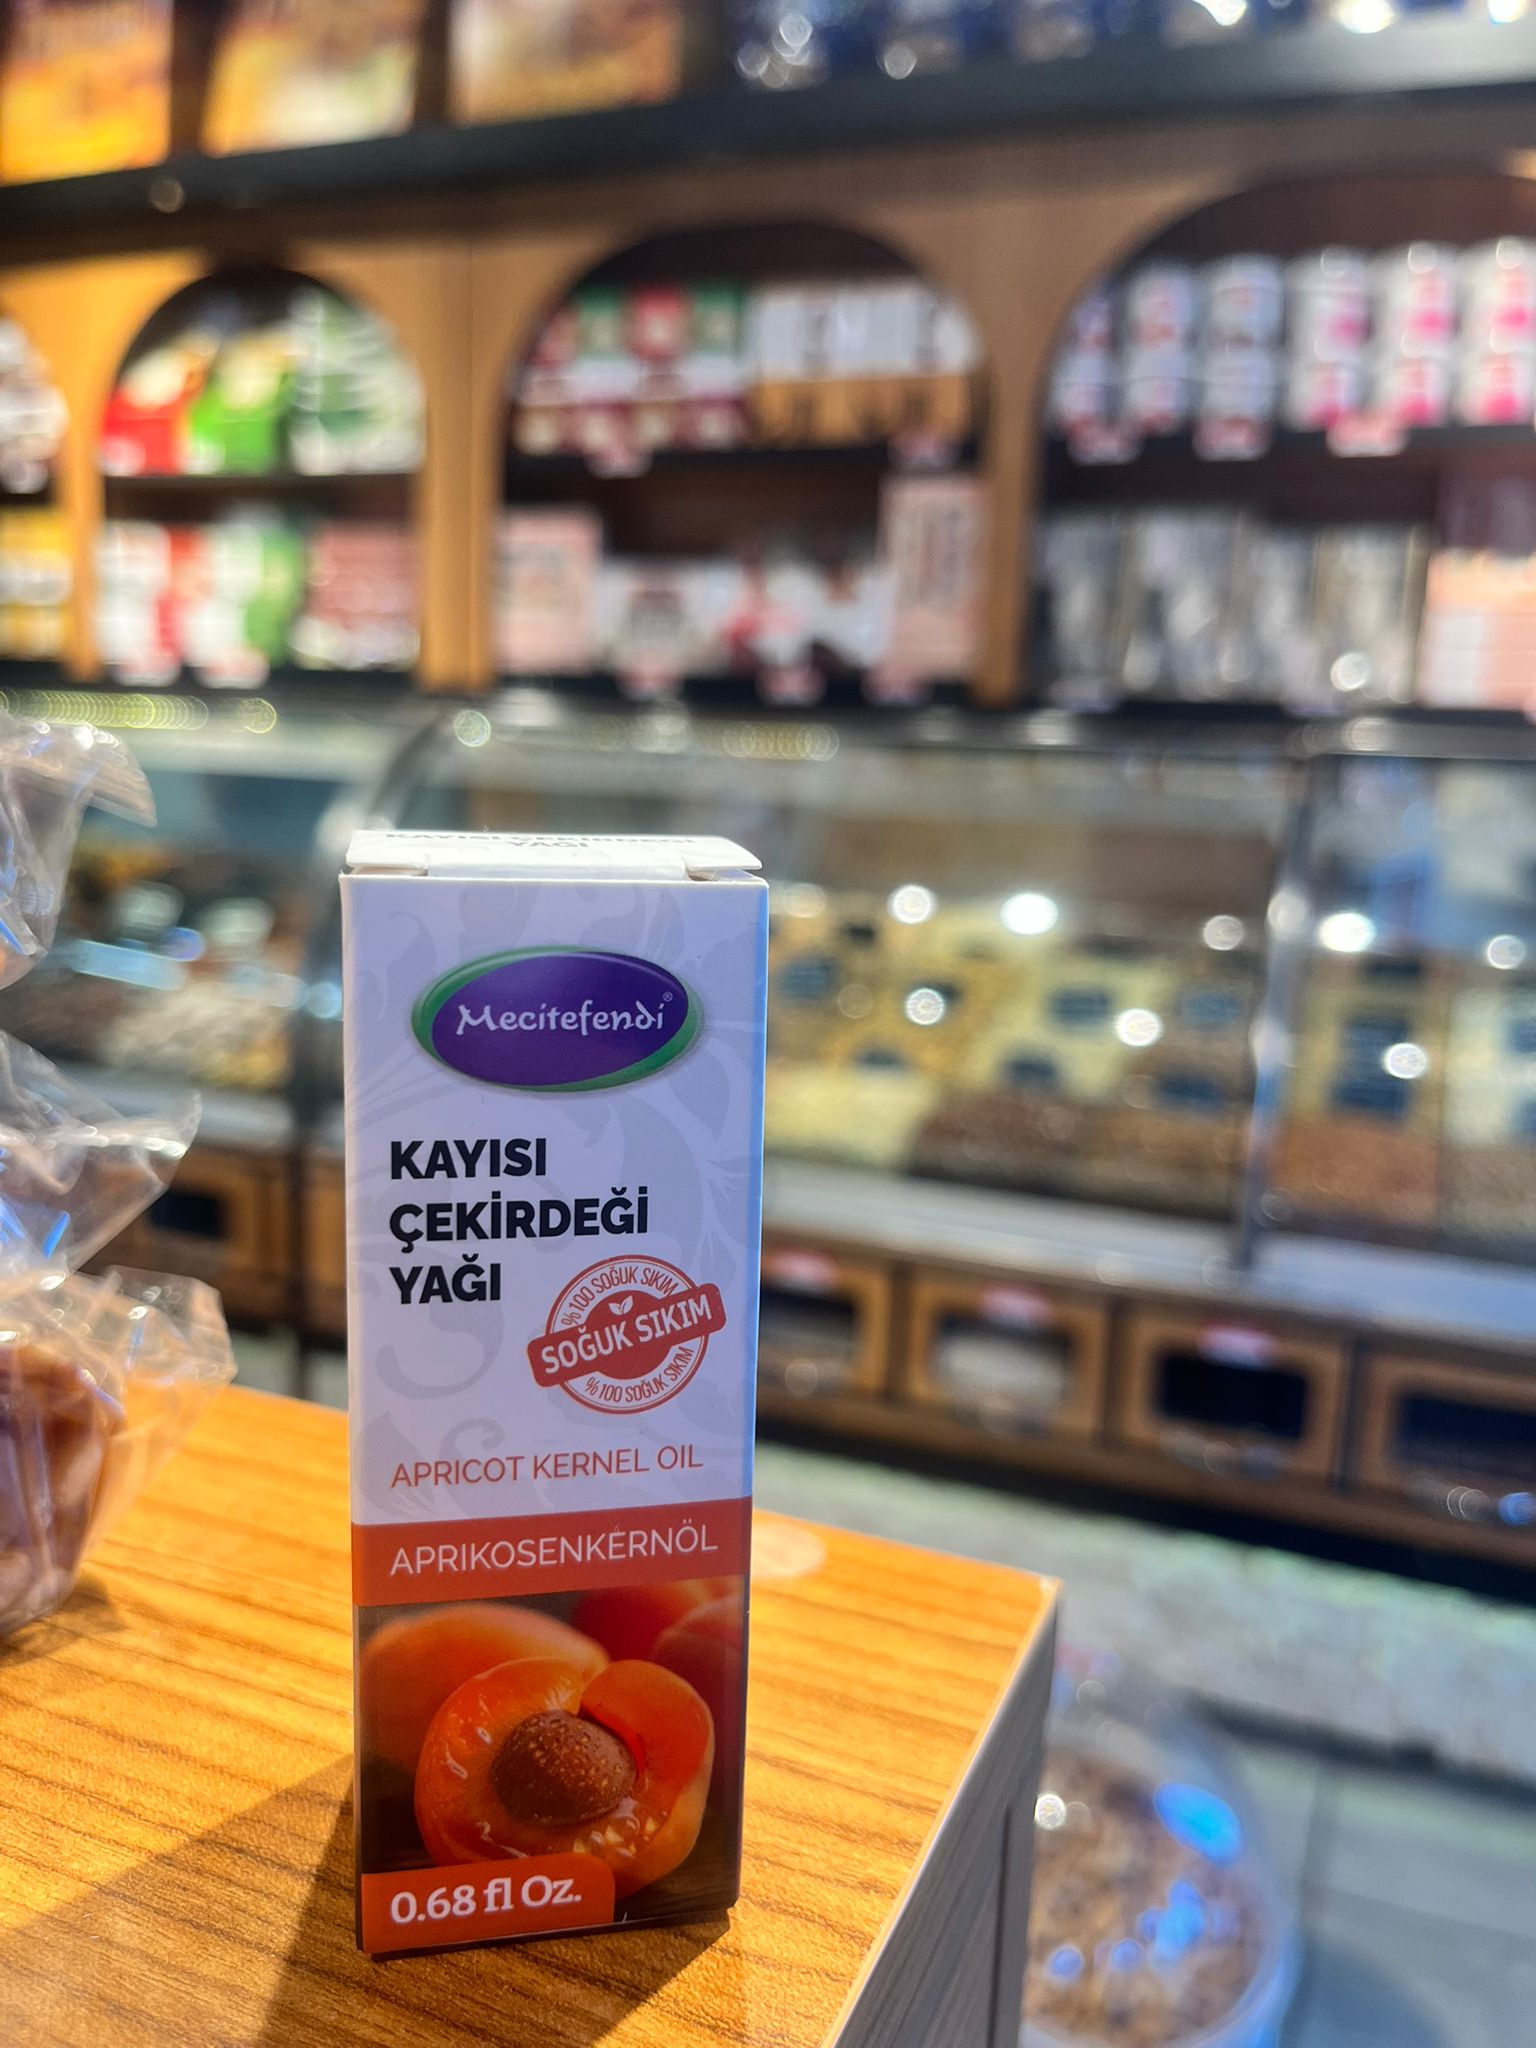 KAYISI ÇEKİRDEĞİ
YAĞI
Mecitefendi®
KAYISI
ÇEKİRDEĞİ
YAĞI
%100 SOĞUK SIKIM
SOĞUK SIKIM
%100 SOĞUK SIKIM
APRICOT KERNEL OIL
APRIKOSENKERNÖL
0.68 fl Oz.